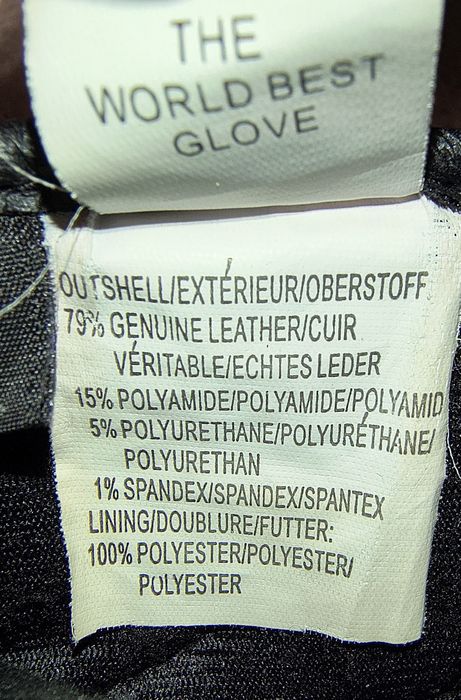 THE
WORLD BEST
GLOVE
OUTSHELL/EXTÉRIEUR/OBERSTOFF
79% GENUINE LEATHER/CUIR
VÉRITABLE/ECHTES LEDER
15% POLYAMIDE/POLYAMIDE/POLYAMID
5% POLYURETHANE/POLYURÉTHANE/
POLYURETHAN
1% SPANDEX/SPANDEX/SPANTEX
LINING/DOUBLURE/FUTTER:
100% POLYESTER/POLYESTER/
POLYESTER